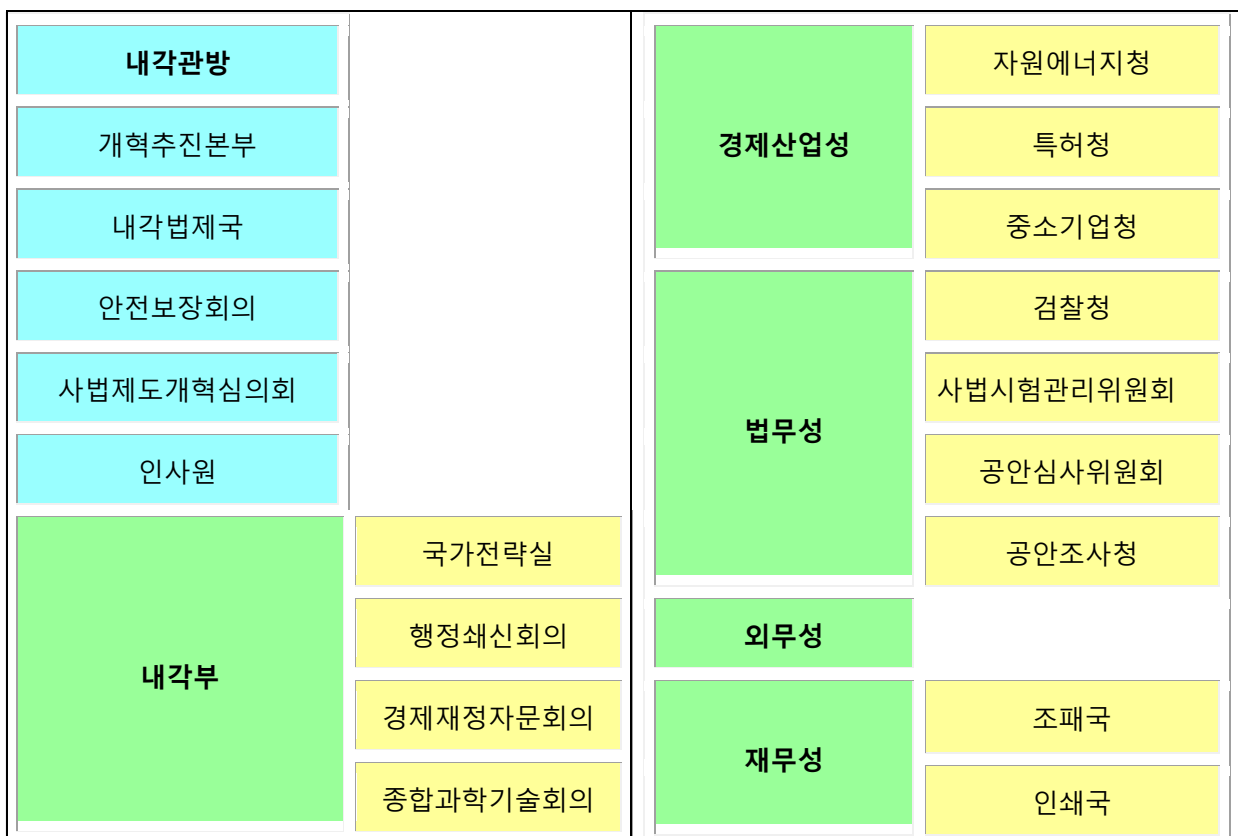 내각관방
개혁추진본부
내각법제국
안전보장회의
사법제도개혁심의회
인사원
내각부
국가전략실
행정쇄신회의
경제재정자문회의
종합과학기술회의
경제산업성
자원에너지청
특허청
중소기업청
법무성
검찰청
사법시험관리위원회
공안심사위원회
공안조사청
외무성
재무성
조패국
인쇄국